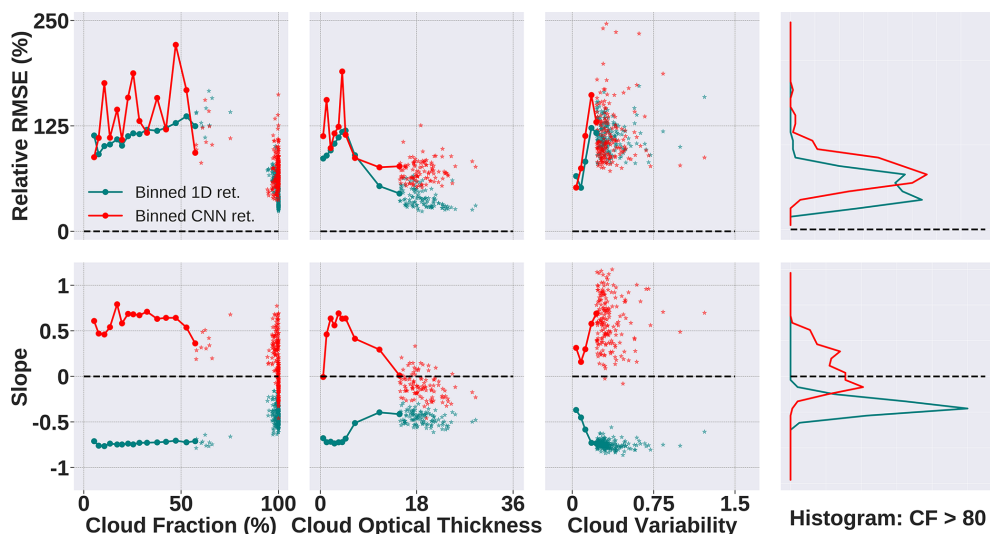 Relative RMSE (%)
250
125
0
Binned 1D ret.
Binned CNN ret.
Slope
1
0.5
0
-0.5
-1
0 50 100 0 18 36 0 0.75 1.5
Cloud Fraction (%) Cloud Optical Thickness Cloud Variability Histogram: CF > 80